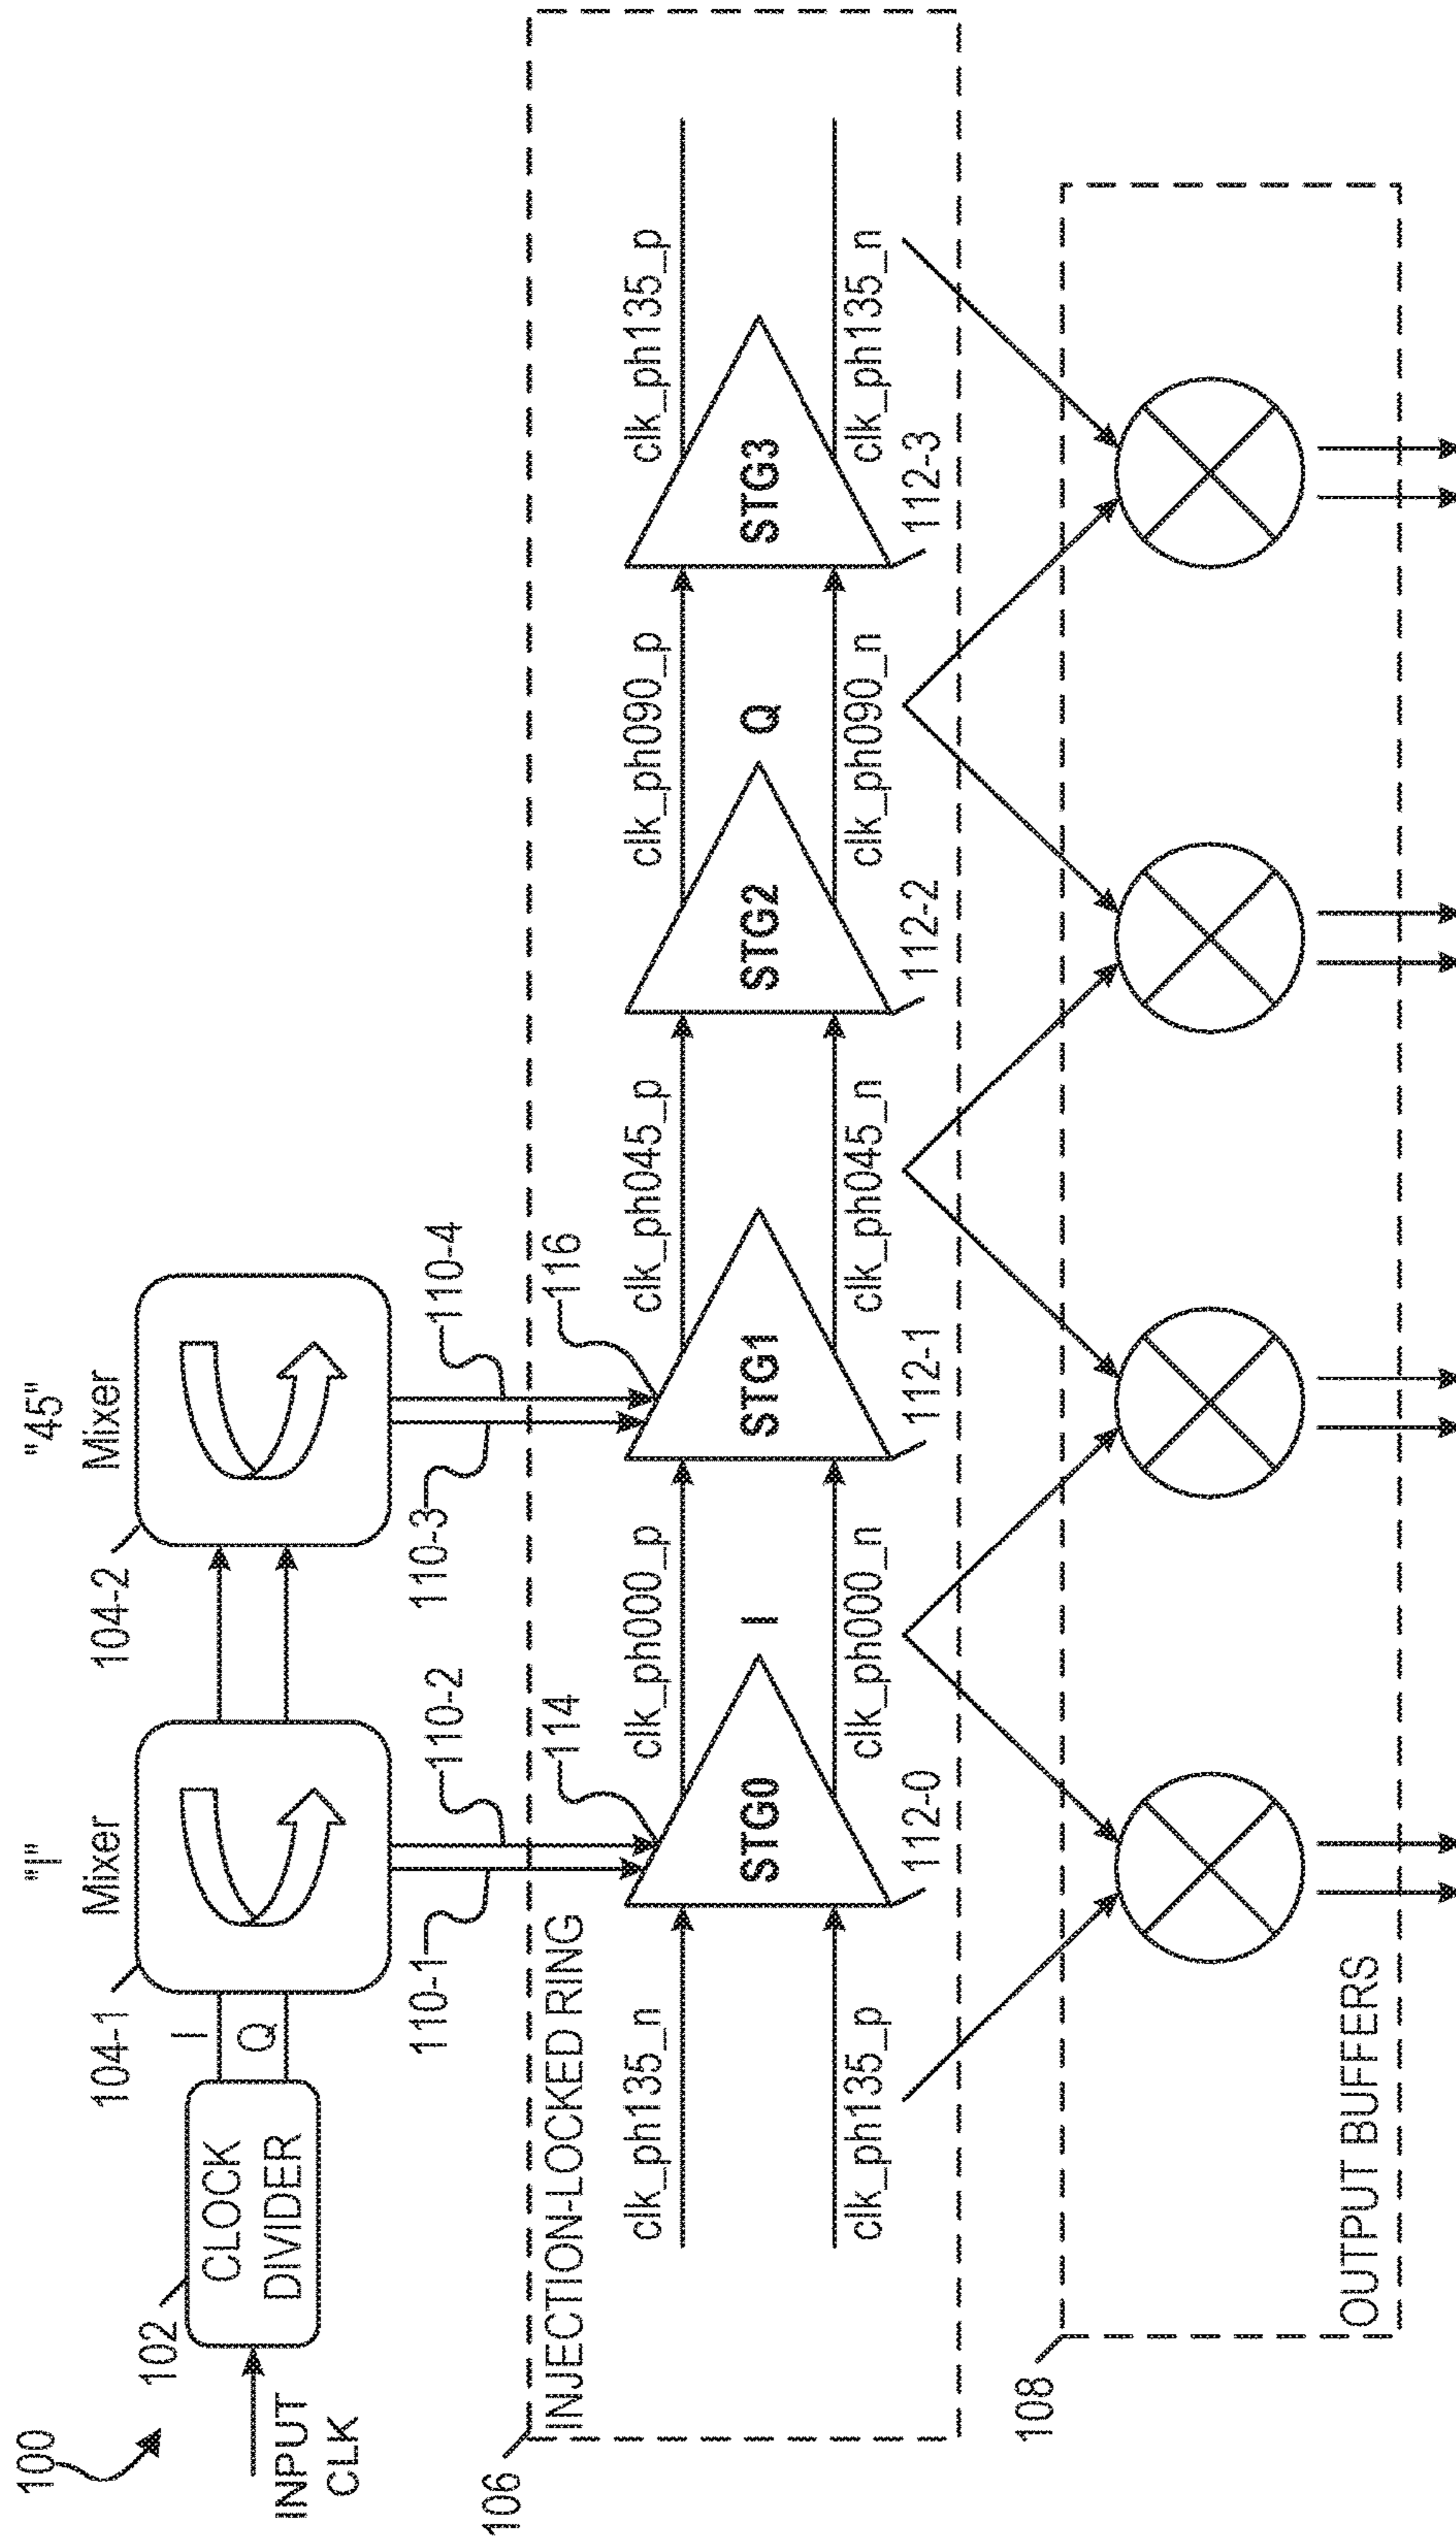 100
INPUT
CLK
102
CLOCK
DIVIDER
I
Q
104-1
"I"
Mixer
104-2
"45"
Mixer
110-1
110-2
110-3
110-4
106
INJECTION-LOCKED RING
114
116
clk_ph135_n
clk_ph000_p
clk_ph045_p
clk_ph090_p
clk_ph135_p
STG0
I
STG1
STG2
Q
STG3
clk_ph135_p
clk_ph000_n
clk_ph045_n
clk_ph090_n
clk_ph135_n
112-0
112-1
112-2
112-3
108
OUTPUT BUFFERS